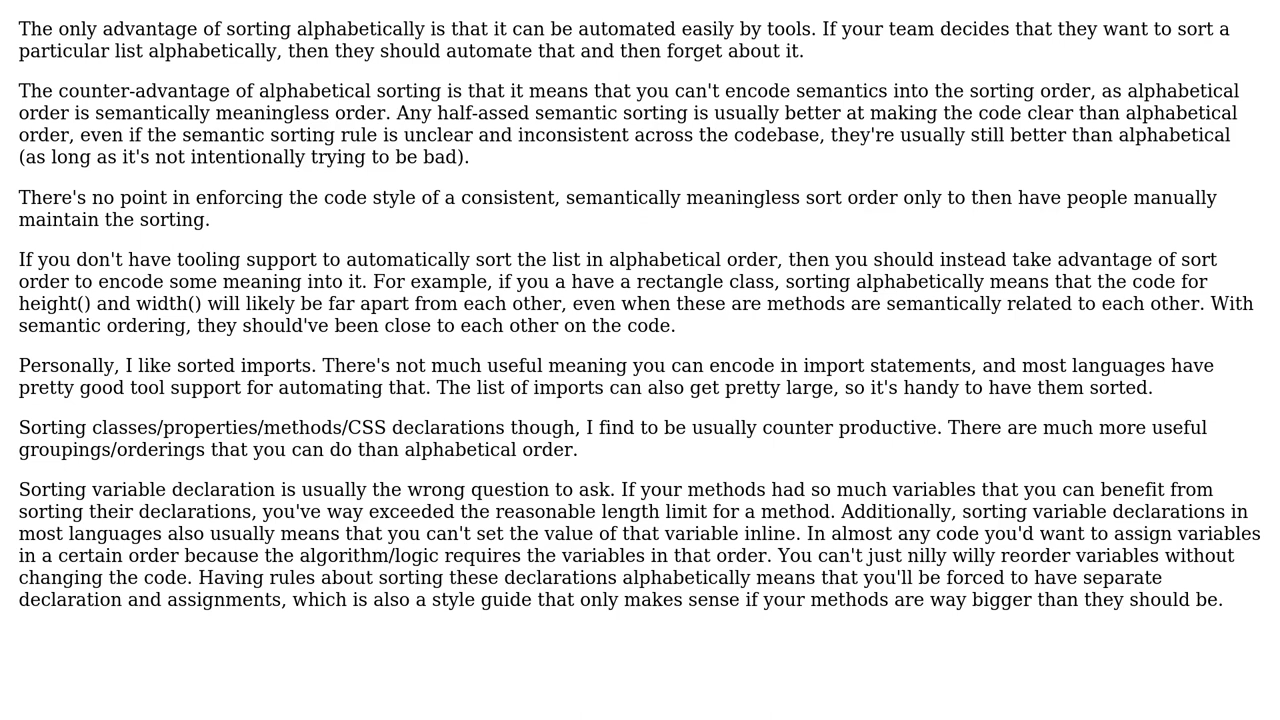 The only advantage of sorting alphabetically is that it can be automated easily by tools. If your team decides that they want to sort a
particular list alphabetically, then they should automate that and then forget about it.
The counter-advantage of alphabetical sorting is that it means that you can't encode semantics into the sorting order, as alphabetical
order is semantically meaningless order. Any half-assed semantic sorting is usually better at making the code clear than alphabetical
order, even if the semantic sorting rule is unclear and inconsistent across the codebase, they're usually still better than alphabetical
(as long as it's not intentionally trying to be bad).
There's no point in enforcing the code style of a consistent, semantically meaningless sort order only to then have people manually
maintain the sorting.
If you don't have tooling support to automatically sort the list in alphabetical order, then you should instead take advantage of sort
order to encode some meaning into it. For example, if you a have a rectangle class, sorting alphabetically means that the code for
height() and width() will likely be far apart from each other, even when these are methods are semantically related to each other. With
semantic ordering, they should've been close to each other on the code.
Personally, I like sorted imports. There's not much useful meaning you can encode in import statements, and most languages have
pretty good tool support for automating that. The list of imports can also get pretty large, so it's handy to have them sorted.
Sorting classes/properties/methods/CSS declarations though, I find to be usually counter productive. There are much more useful
groupings/orderings that you can do than alphabetical order.
Sorting variable declaration is usually the wrong question to ask. If your methods had so much variables that you can benefit from
sorting their declarations, you've way exceeded the reasonable length limit for a method. Additionally, sorting variable declarations in
most languages also usually means that you can't set the value of that variable inline. In almost any code you'd want to assign variables
in a certain order because the algorithm/logic requires the variables in that order. You can't just nilly willy reorder variables without
changing the code. Having rules about sorting these declarations alphabetically means that you'll be forced to have separate
declaration and assignments, which is also a style guide that only makes sense if your methods are way bigger than they should be.